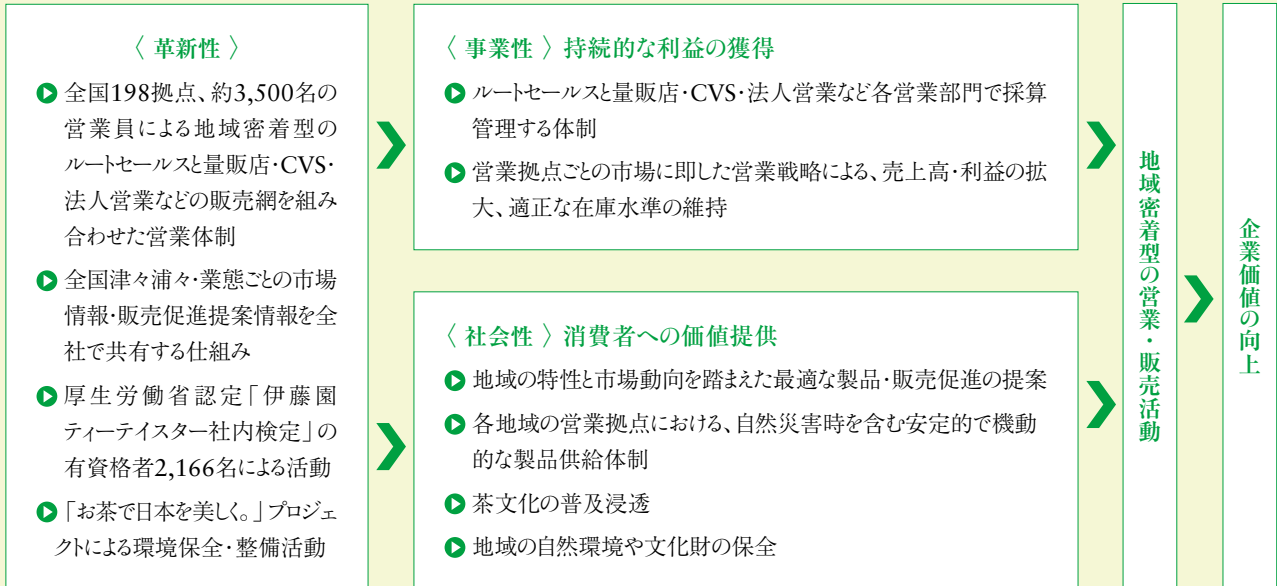 〈 革新性 〉
全国198拠点、約3,500名の
営業員による地域密着型の
ルートセールスと量販店・CVS・
法人営業などの販売網を組み
合わせた営業体制
全国津々浦々・業態ごとの市場
情報・販売促進提案情報を全
社で共有する仕組み
厚生労働省認定「伊藤園
ティーテイスター社内検定」の
有資格者2,166名による活動
「お茶で日本を美しく。」プロジェ
クトによる環境保全・整備活動
〈 事業性 〉持続的な利益の獲得
ルートセールスと量販店・CVS・法人営業など各営業部門で採算
管理する体制
営業拠点ごとの市場に即した営業戦略による、売上高・利益の拡
大、適正な在庫水準の維持
〈 社会性 〉消費者への価値提供
地域の特性と市場動向を踏まえた最適な製品・販売促進の提案
各地域の営業拠点における、自然災害時を含む安定的で機動
的な製品供給体制
茶文化の普及浸透
地域の自然環境や文化財の保全
地域密着型の営業・販売活動
企業価値の向上